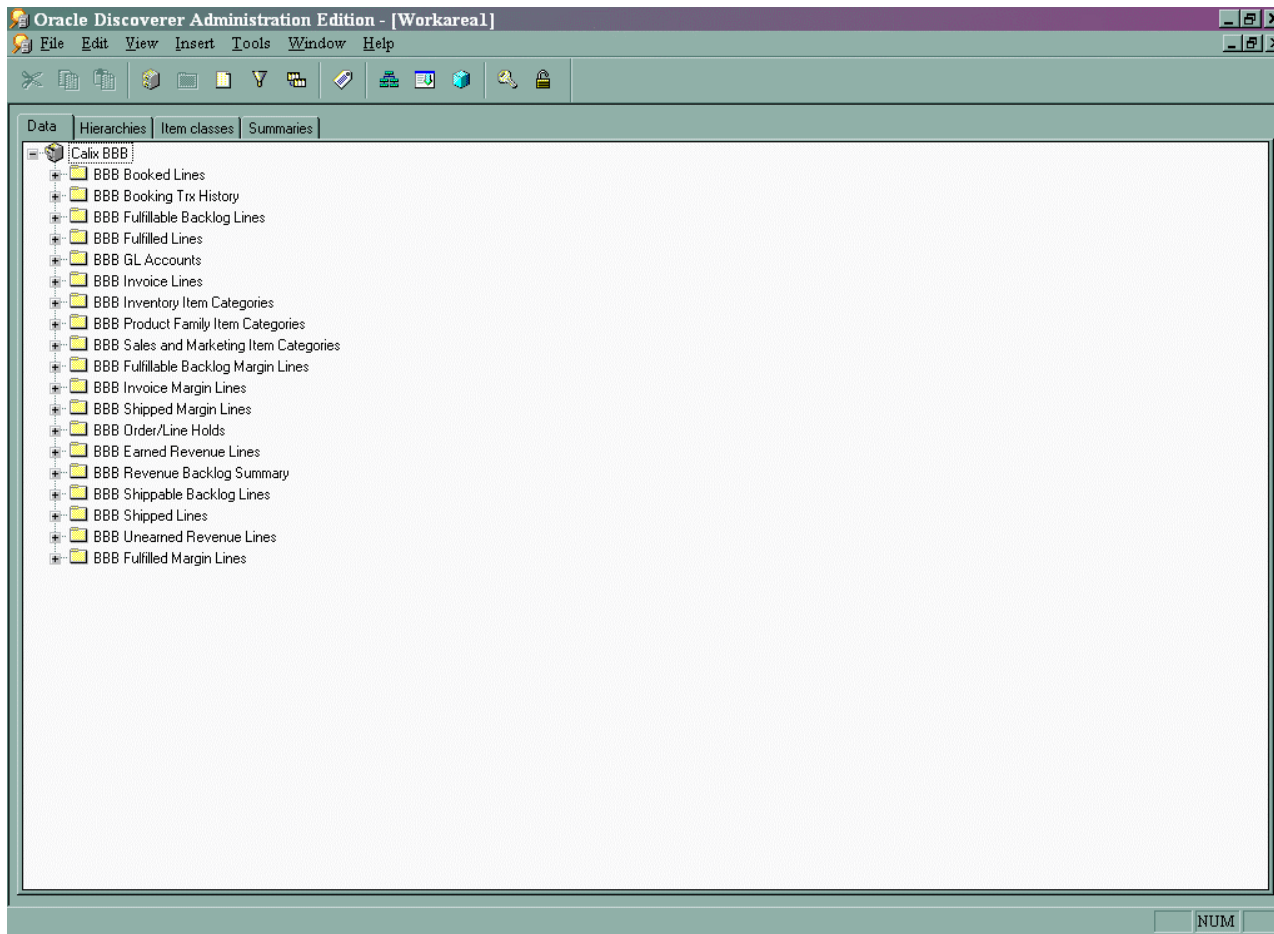 Oracle Discoverer Administration Edition - [Workarea1]
File Edit View Insert Tools Window Help
Data Hierarchies Item classes Summaries
Calix BBB
BBB Booked Lines
BBB Booking Trx History
BBB Fulfillable Backlog Lines
BBB Fulfilled Lines
BBB GL Accounts
BBB Invoice Lines
BBB Inventory Item Categories
BBB Product Family Item Categories
BBB Sales and Marketing Item Categories
BBB Fulfillable Backlog Margin Lines
BBB Invoice Margin Lines
BBB Shipped Margin Lines
BBB Order/Line Holds
BBB Earned Revenue Lines
BBB Revenue Backlog Summary
BBB Shippable Backlog Lines
BBB Shipped Lines
BBB Unearned Revenue Lines
BBB Fulfilled Margin Lines
NUM